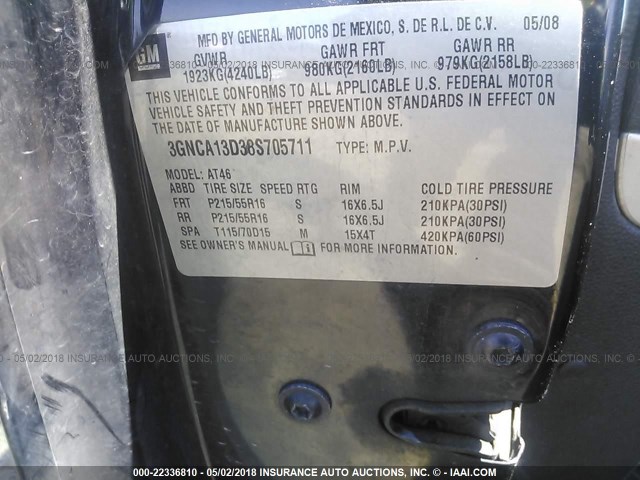 GM
MFD BY GENERAL MOTORS DE MEXICO, S. DE R.L. DE C.V. 05/08
GVWR GAWR FRT GAWR RR
1923KG(4240LB) 980KG(2160LB) 979KG(2158LB)
THIS VEHICLE CONFORMS TO ALL APPLICABLE U.S. FEDERAL MOTOR
VEHICLE SAFETY AND THEFT PREVENTION STANDARDS IN EFFECT ON
THE DATE OF MANUFACTURE SHOWN ABOVE.
3GNCA13D38S705711 TYPE: M.P.V.
MODEL: AT46
ABBD TIRE SIZE SPEED RTG RIM COLD TIRE PRESSURE
FRT P215/55R16 S 16X6.5J 210KPA(30PSI)
RR P215/55R16 S 16X6.5J 210KPA(30PSI)
SPA T115/70D15 M 15X4T 420KPA(60PSI)
SEE OWNER'S MANUAL FOR MORE INFORMATION.
000-22336810 - 05/02/2018 INSURANCE AUTO AUCTIONS, INC. - © IAAI.COM